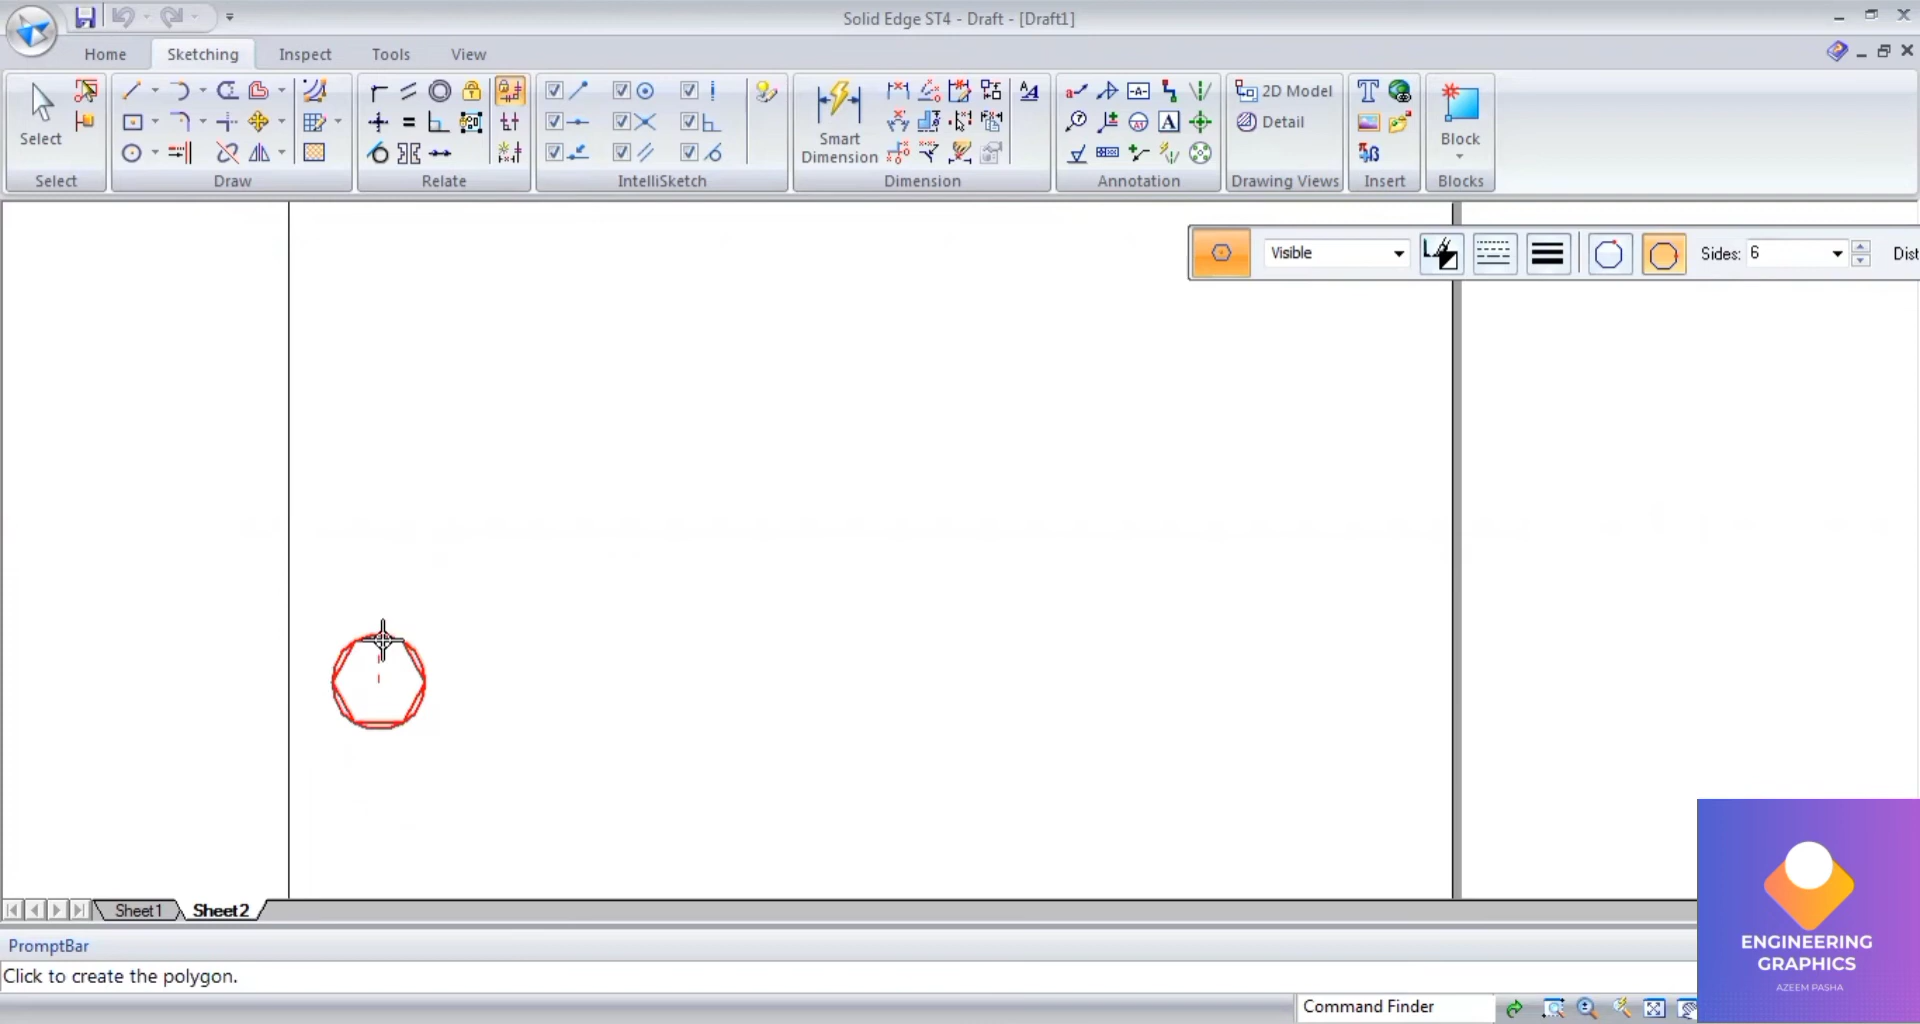 Solid Edge ST4 - Draft - [Draft1]
Home
Sketching
Inspect
Tools
View
Select
Smart
Dimension
2D Model
Detail
Block
Select
Draw
Relate
IntelliSketch
Dimension
Annotation
Drawing Views
Insert
Blocks
Visible
Sides: 6
Dist
Sheet1
Sheet2
PromptBar
Click to create the polygon.
Command Finder
ENGINEERING
GRAPHICS
AZEEM PASHA